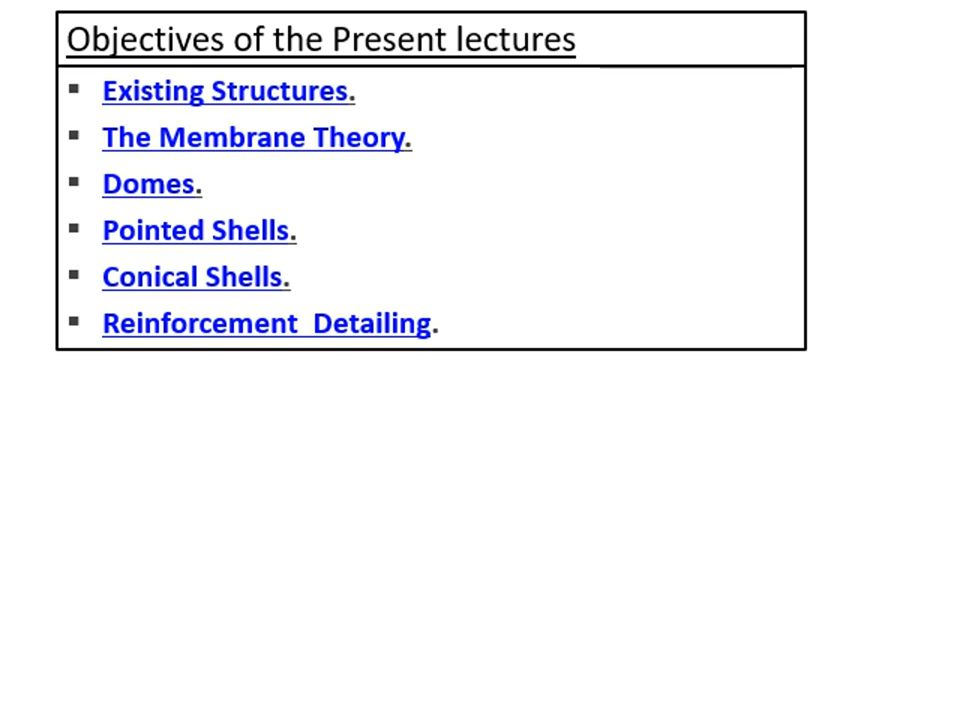 Objectives of the Present lectures
▪ Existing Structures.
▪ The Membrane Theory.
▪ Domes.
▪ Pointed Shells.
▪ Conical Shells.
▪ Reinforcement  Detailing.